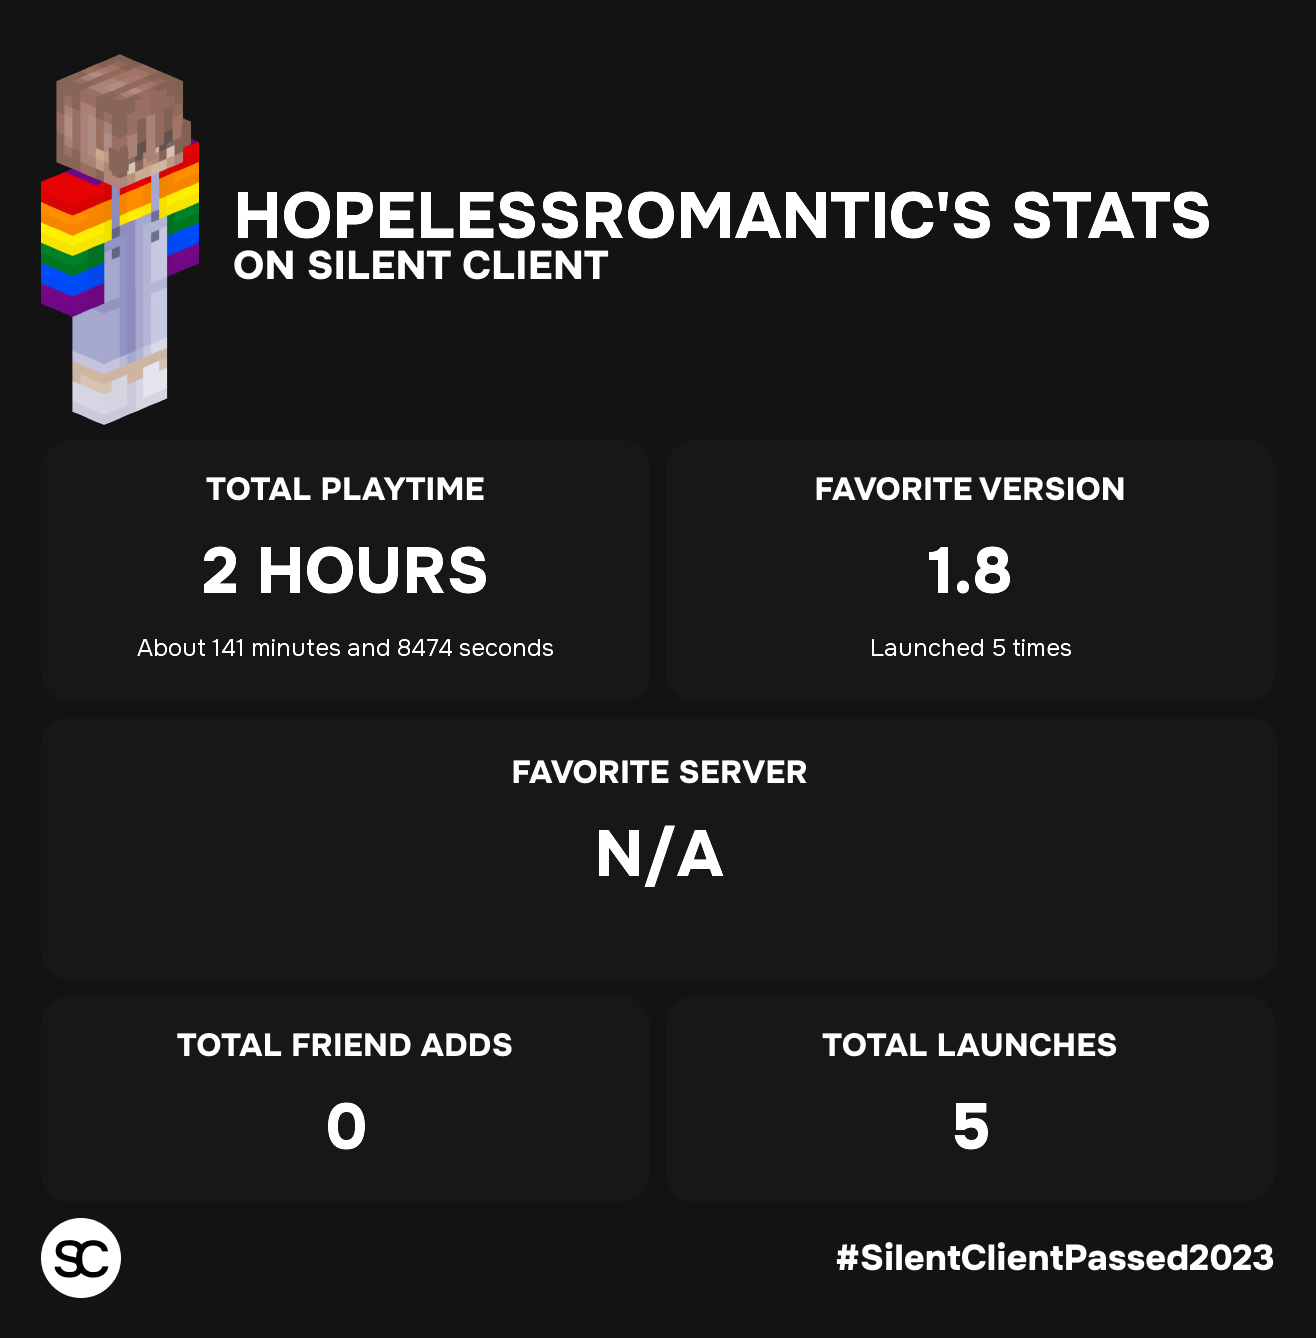 HOPELESSROMANTIC'S STATS
ON SILENT CLIENT
TOTAL PLAYTIME
2 HOURS
About 141 minutes and 8474 seconds
FAVORITE VERSION
1.8
Launched 5 times
FAVORITE SERVER
N/A
TOTAL FRIEND ADDS
0
TOTAL LAUNCHES
5
SC
#SilentClientPassed2023